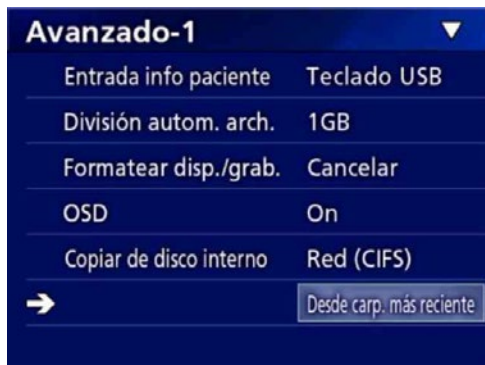 Avanzado-1
Entrada info paciente Teclado USB
División autom. arch. 1GB
Formatear disp./grab. Cancelar
OSD On
Copiar de disco interno Red (CIFS)
Desde carp. más reciente